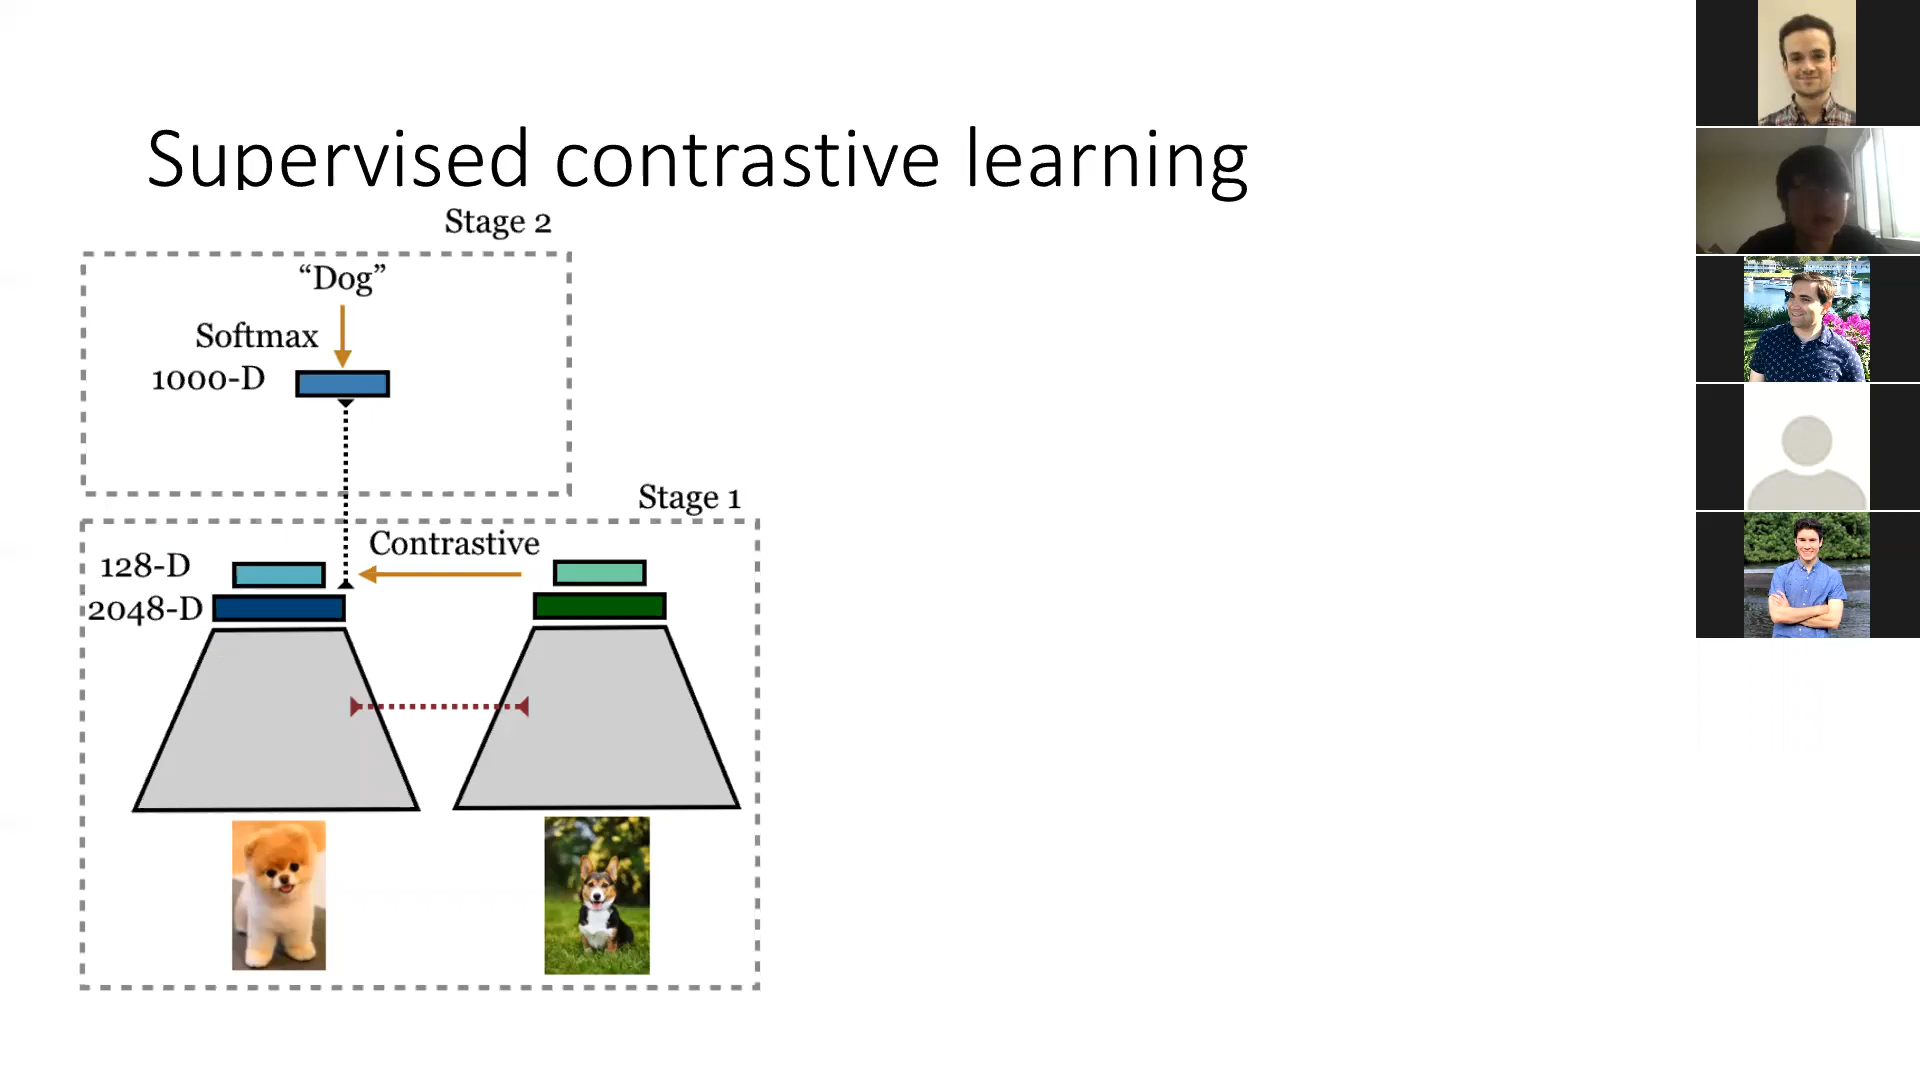 Supervised contrastive learning
Stage 2
“Dog”
Softmax
1000-D
Stage 1
Contrastive
128-D
2048-D